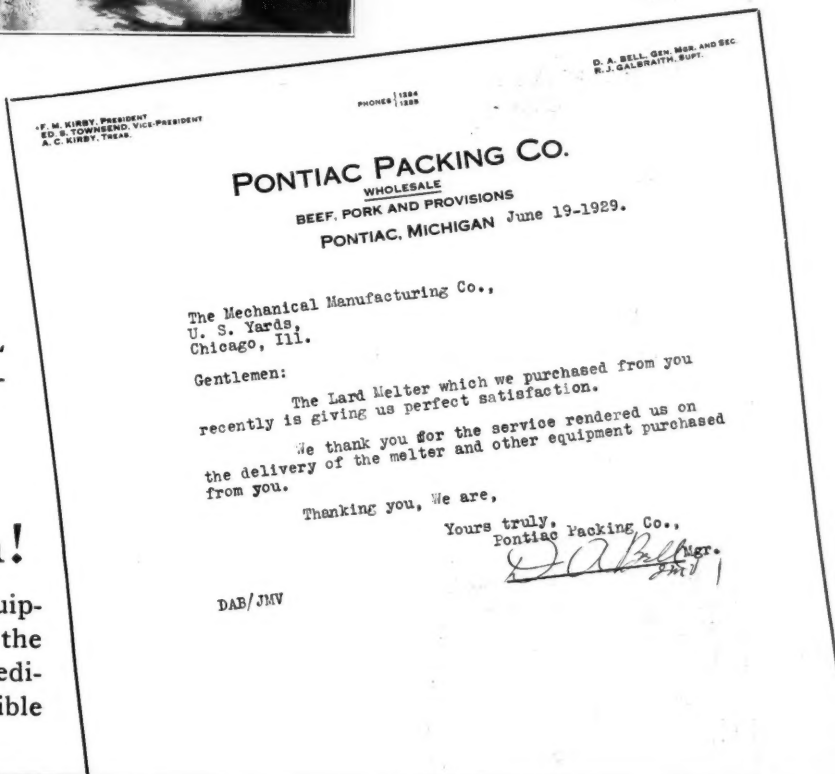 F. M. KIRBY, PRESIDENT
ED. S. TOWNSEND, VICE-PRESIDENT
A. C. KIRBY, TREAS.
PHONES { 1284
1285
D. A. BELL, GEN. MGR. AND SEC.
R. J. GALBRAITH, SUPT.
PONTIAC PACKING CO.
WHOLESALE
BEEF, PORK AND PROVISIONS
PONTIAC, MICHIGAN June 19-1929.
The Mechanical Manufacturing Co.,
U. S. Yards,
Chicago, Ill.
Gentlemen:
The Lard Melter which we purchased from you
recently is giving us perfect satisfaction.
We thank you for the service rendered us on
the delivery of the melter and other equipment purchased
from you.
Thanking you, We are,
Yours truly,
Pontiac Packing Co.,
D A Bell Mgr.
JMV
DAB/JMV
!
uip-
the
edi-
ible